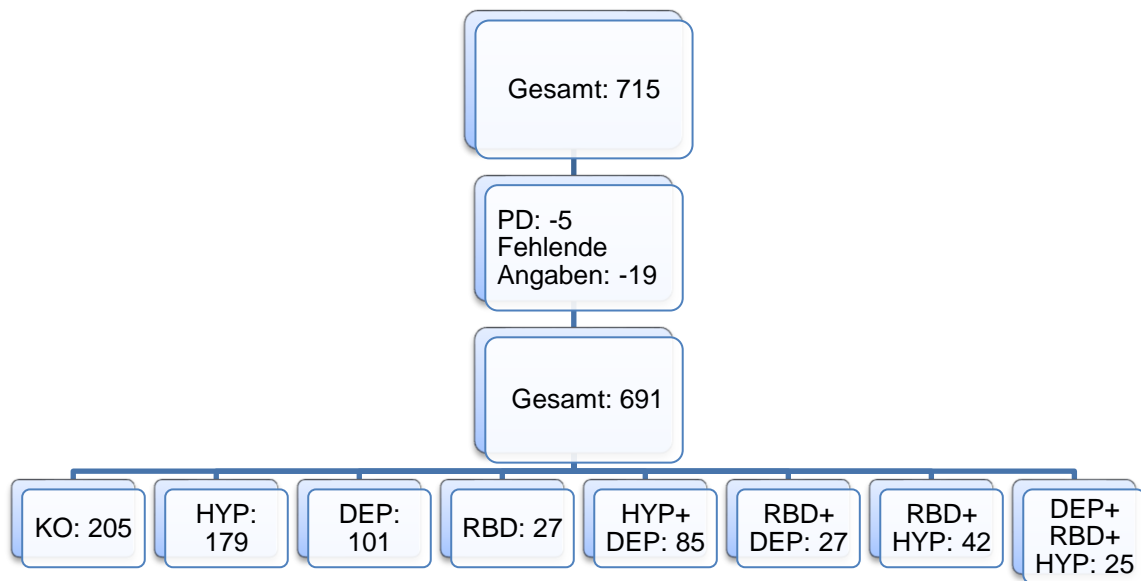 Gesamt: 715
PD: -5
Fehlende
Angaben: -19
Gesamt: 691
KO: 205
HYP:
179
DEP:
101
RBD: 27
HYP+
DEP: 85
RBD+
DEP: 27
RBD+
HYP: 42
DEP+
RBD+
HYP: 25